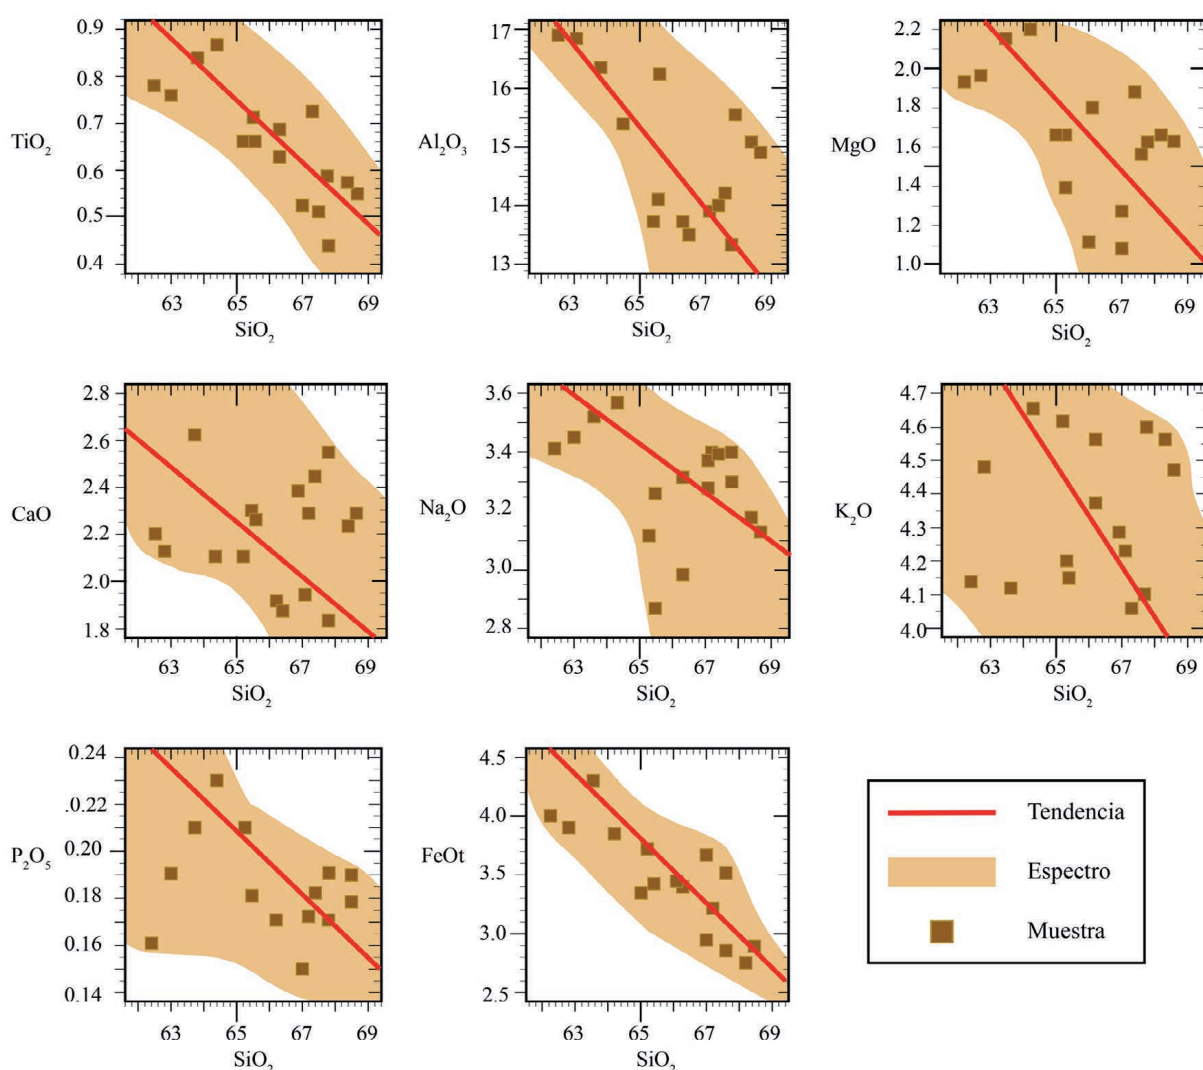 0.9
0.8
0.7
0.6
0.5
0.4
TiO2
63 65 67 69
SiO2
17
16
15
14
13
Al2O3
63 65 67 69
SiO2
2.2
2.0
1.8
1.6
1.4
1.2
1.0
MgO
63 65 67 69
SiO2
2.8
2.6
2.4
2.2
2.0
1.8
CaO
63 65 67 69
SiO2
3.6
3.4
3.2
3.0
2.8
Na2O
63 65 67 69
SiO2
4.7
4.6
4.5
4.4
4.3
4.2
4.1
4.0
K2O
63 65 67 69
SiO2
0.24
.0.22
0.20
0.18
0.16
0.14
P2O5
63 65 67 69
SiO2
4.5
4.0
3.5
3.0
2.5
FeOt
63 65 67 69
SiO2
Tendencia
Espectro
Muestra